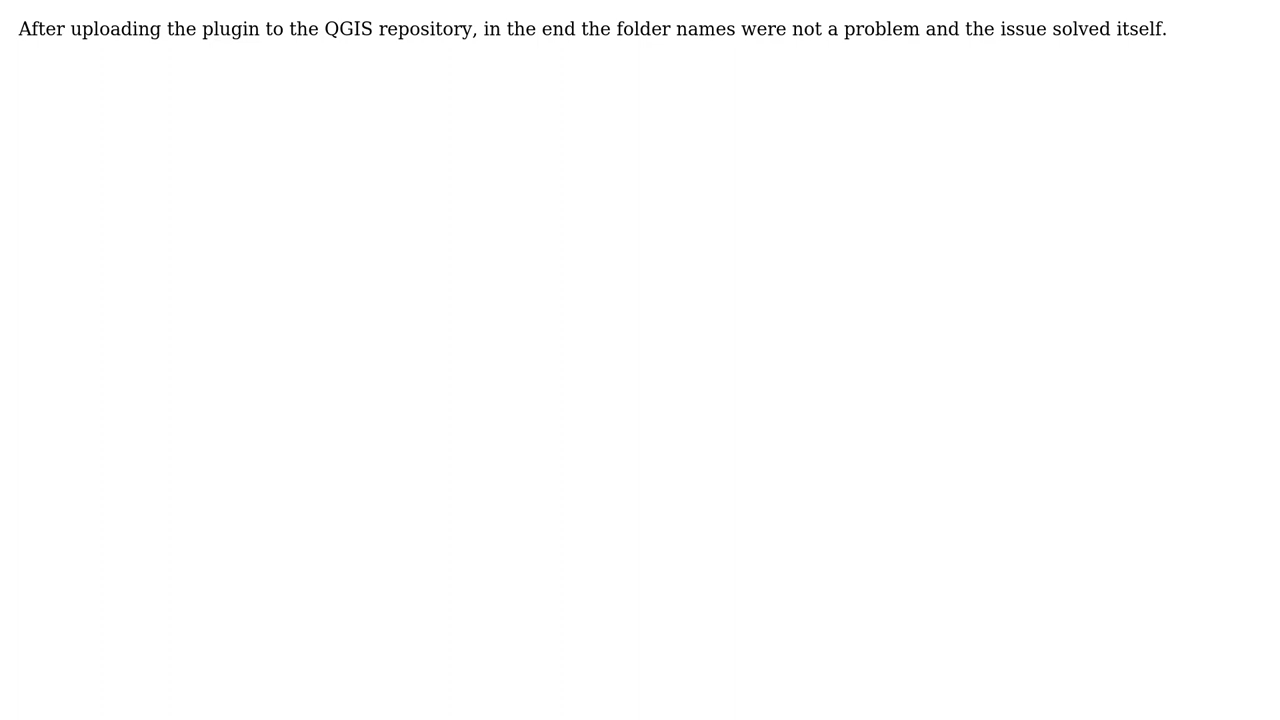 After uploading the plugin to the QGIS repository, in the end the folder names were not a problem and the issue solved itself.